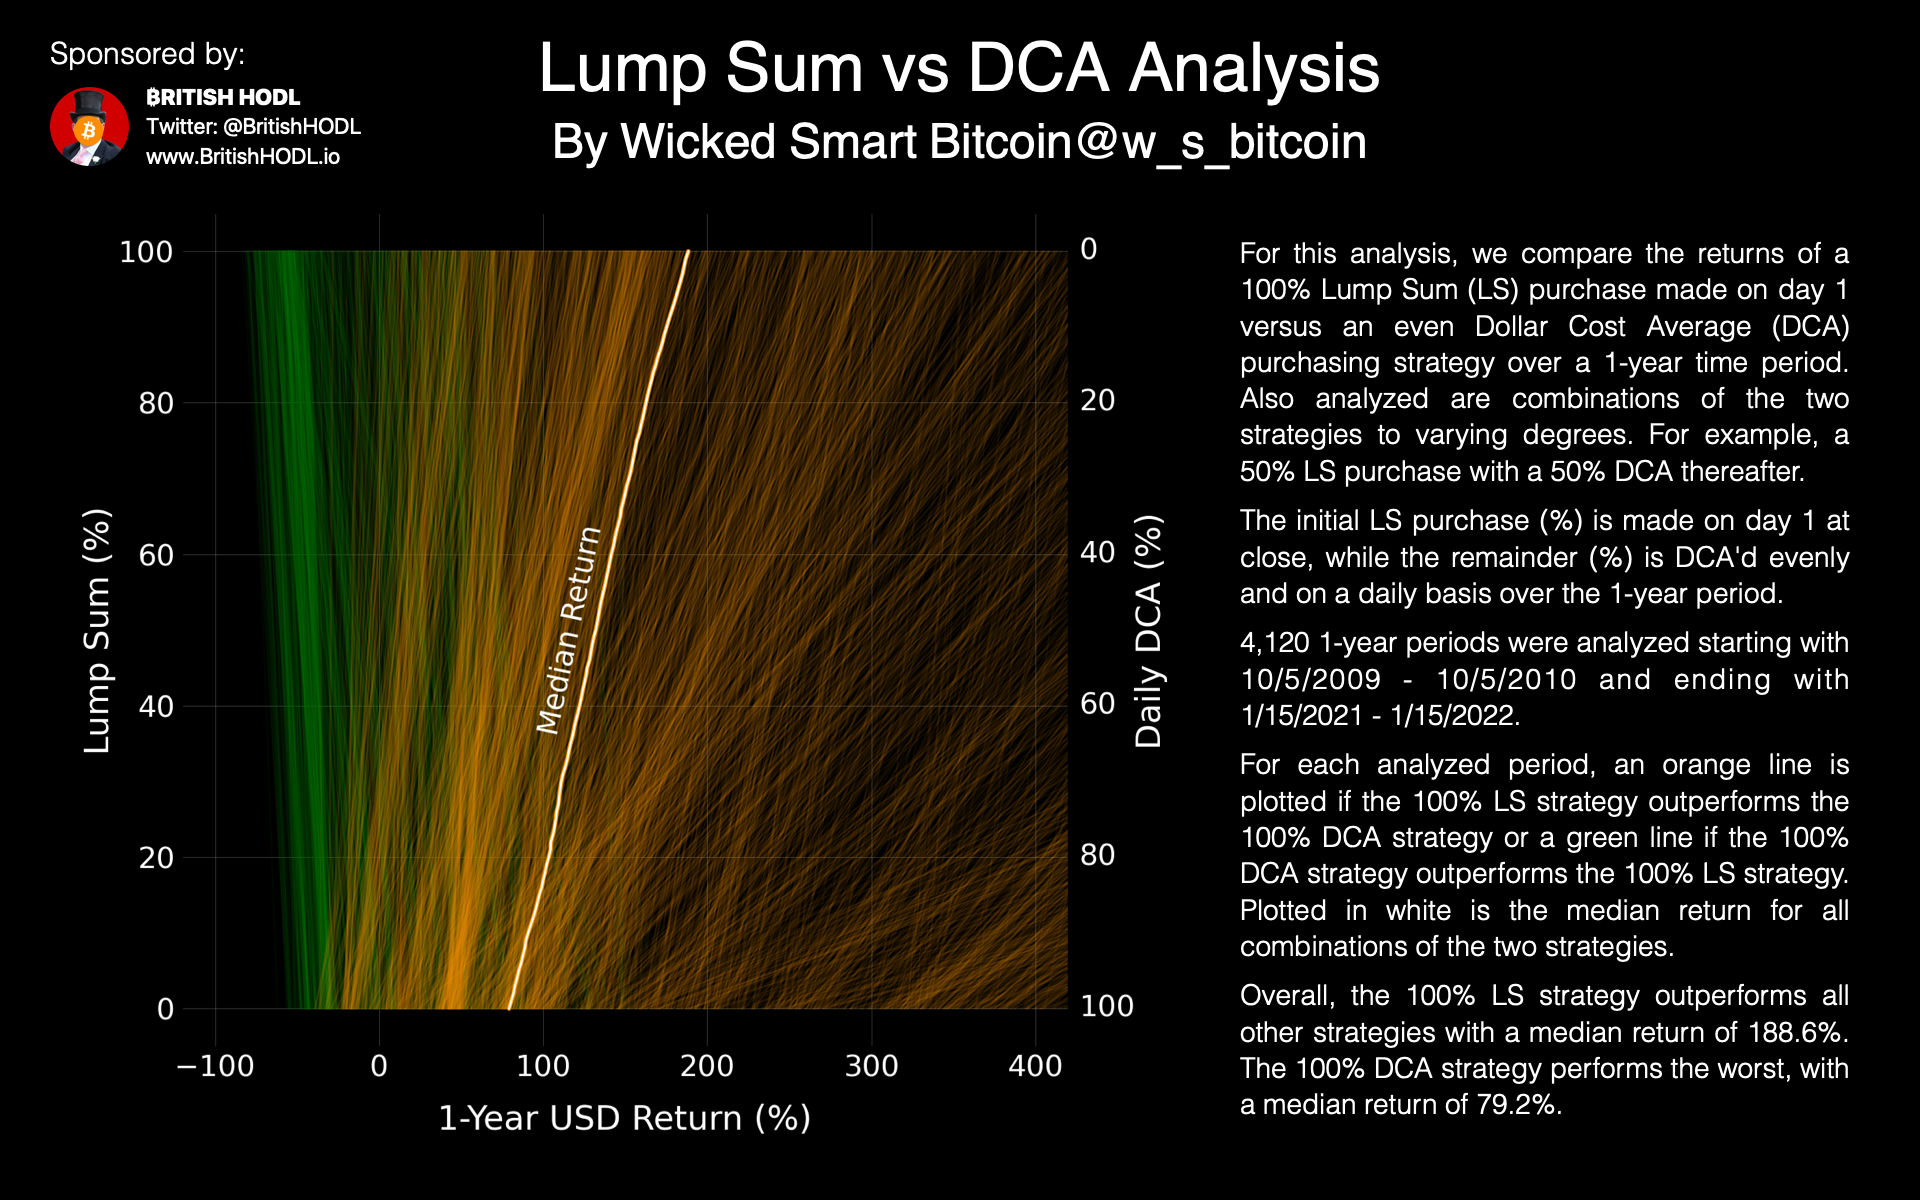 Sponsored by:
₿RITISH HODL
Twitter: @BritishHODL
www.BritishHODL.io
Lump Sum vs DCA Analysis
By Wicked Smart Bitcoin@w_s_bitcoin
100
80
60
40
20
0
Lump Sum (%)
Median Return
0
20
40
60
80
100
Daily DCA (%)
−100
0
100
200
300
400
1-Year USD Return (%)
For this analysis, we compare the returns of a
100% Lump Sum (LS) purchase made on day 1
versus an even Dollar Cost Average (DCA)
purchasing strategy over a 1-year time period.
Also analyzed are combinations of the two
strategies to varying degrees. For example, a
50% LS purchase with a 50% DCA thereafter.
The initial LS purchase (%) is made on day 1 at
close, while the remainder (%) is DCA'd evenly
and on a daily basis over the 1-year period.
4,120 1-year periods were analyzed starting with
10/5/2009 - 10/5/2010 and ending with
1/15/2021 - 1/15/2022.
For each analyzed period, an orange line is
plotted if the 100% LS strategy outperforms the
100% DCA strategy or a green line if the 100%
DCA strategy outperforms the 100% LS strategy.
Plotted in white is the median return for all
combinations of the two strategies.
Overall, the 100% LS strategy outperforms all
other strategies with a median return of 188.6%.
The 100% DCA strategy performs the worst, with
a median return of 79.2%.